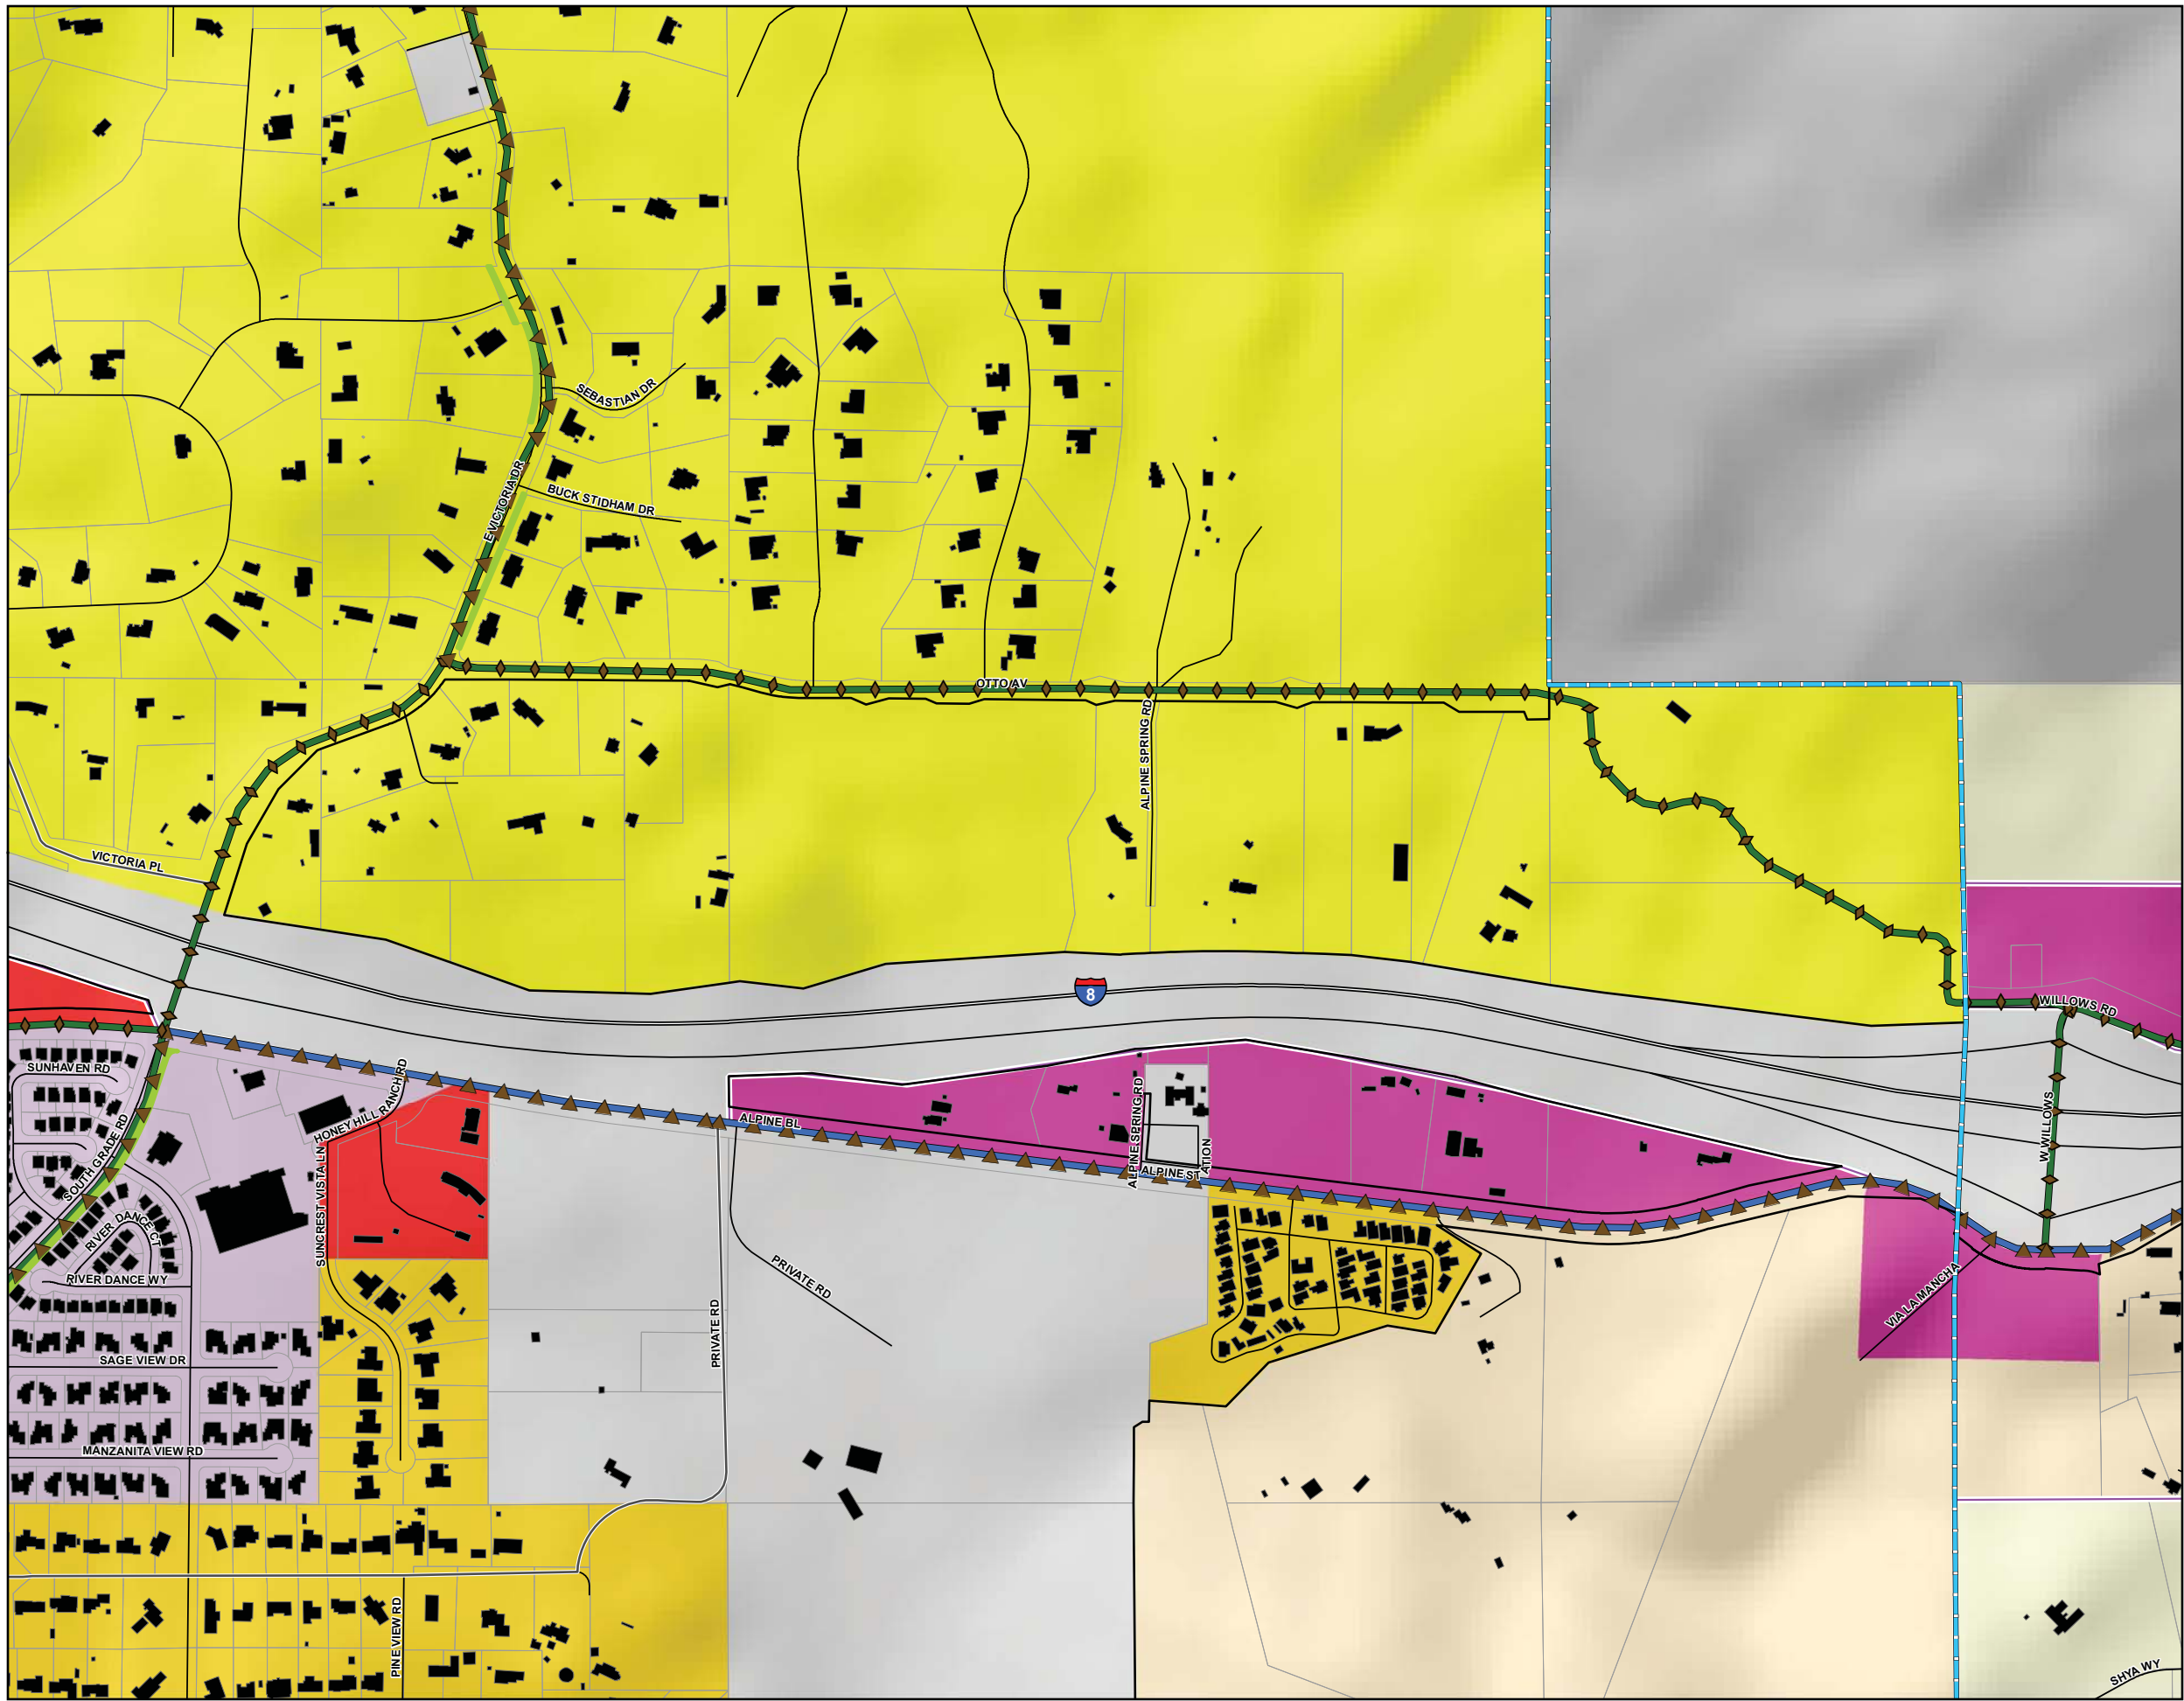 SEBASTIAN DR
E VICTORIA DR
BUCK STIDHAM DR
OTTO AV
ALPINE SPRING RD
VICTORIA PL
8
WILLOWS RD
SUNHAVEN RD
HONEY HILL RANCH RD
ALPINE BL
ALPINE SPRING RD
ATION
ALPINE ST
W WILLOWS
SOUTH GRADE RD
SUNCREST VISTA LN
RIVER DANCE CT
RIVER DANCE WY
PRIVATE RD
PRIVATE RD
VIA LA MANCHA
SAGE VIEW DR
MANZANITA VIEW RD
PINE VIEW RD
SHYA WY